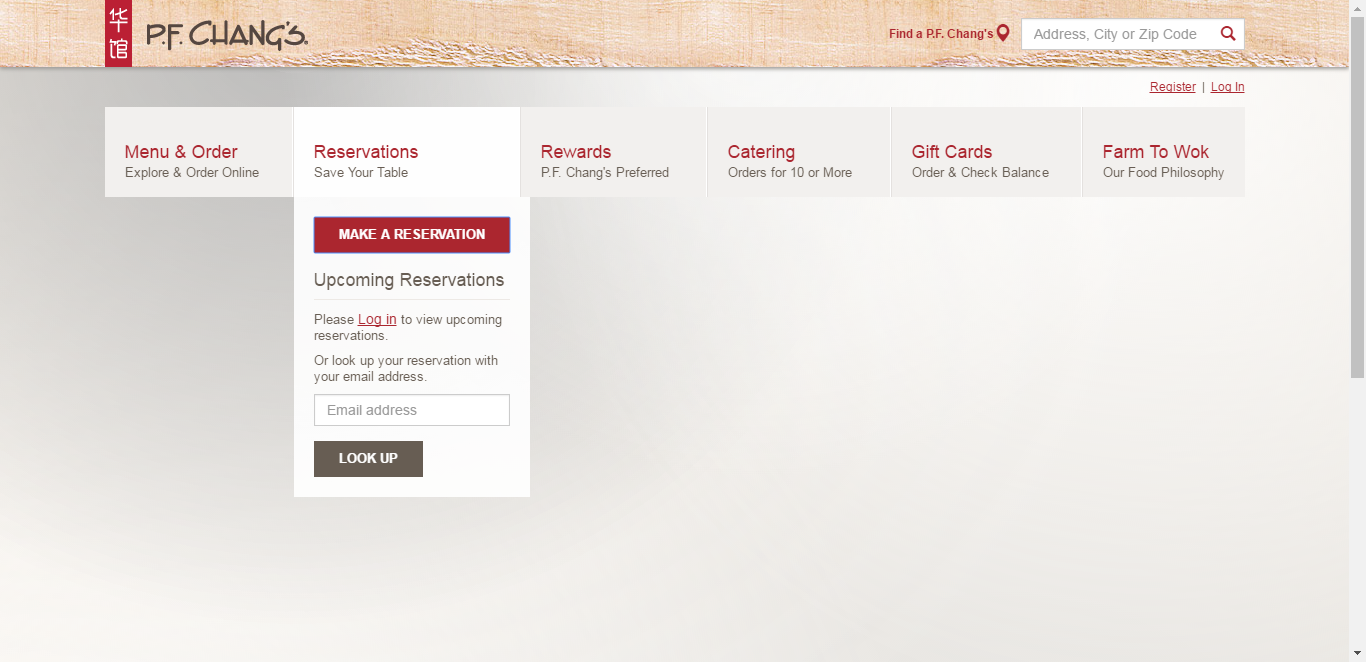 华
馆
P.F. CHANG'S.
Find a P.F. Chang's
Address, City or Zip Code
Register | Log In
Menu & Order
Explore & Order Online
Reservations
Save Your Table
Rewards
P.F. Chang's Preferred
Catering
Orders for 10 or More
Gift Cards
Order & Check Balance
Farm To Wok
Our Food Philosophy
MAKE A RESERVATION
Upcoming Reservations
Please Log in to view upcoming
reservations.
Or look up your reservation with
your email address.
Email address
LOOK UP